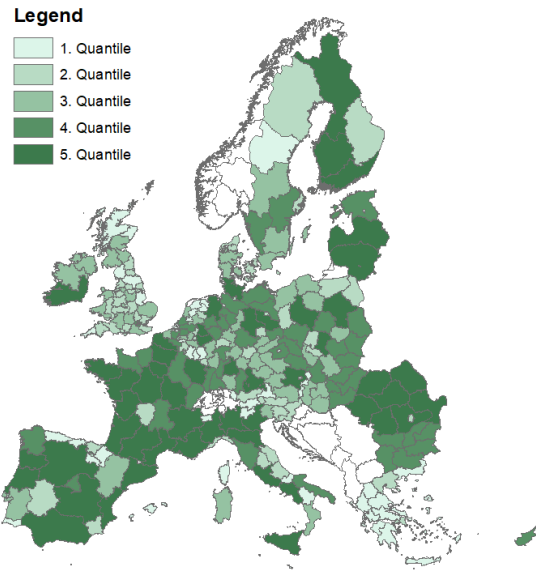 Legend
1. Quantile
2. Quantile
3. Quantile
4. Quantile
5. Quantile